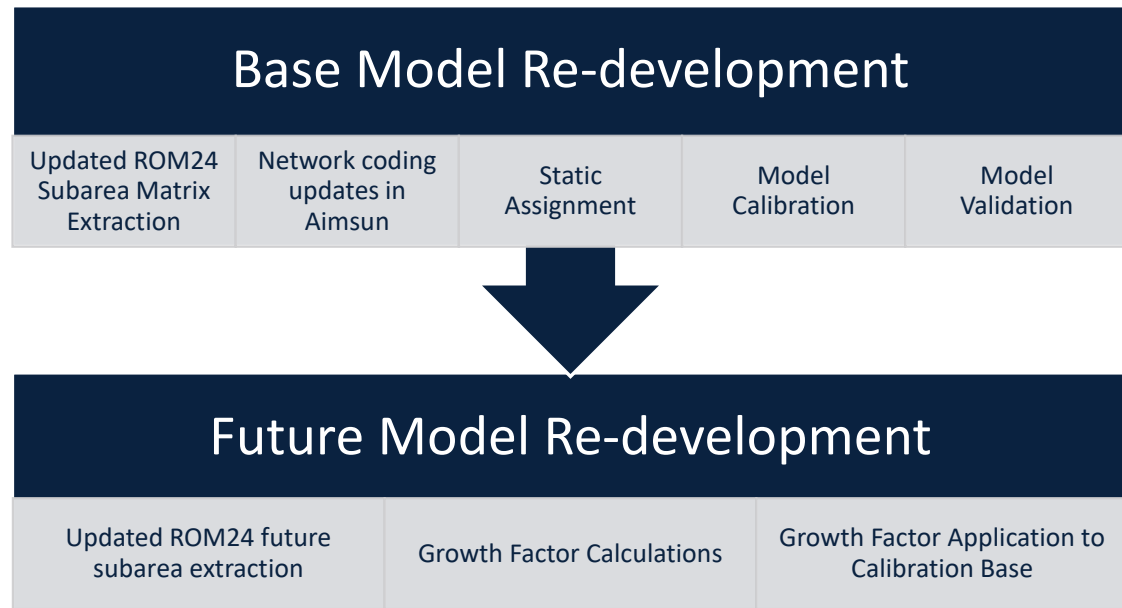 Base Model Re-development
Updated ROM24
Subarea Matrix
Extraction
Network coding
updates in
Aimsun
Static
Assignment
Model
Calibration
Model
Validation
Future Model Re-development
Updated ROM24 future
subarea extraction
Growth Factor Calculations
Growth Factor Application to
Calibration Base